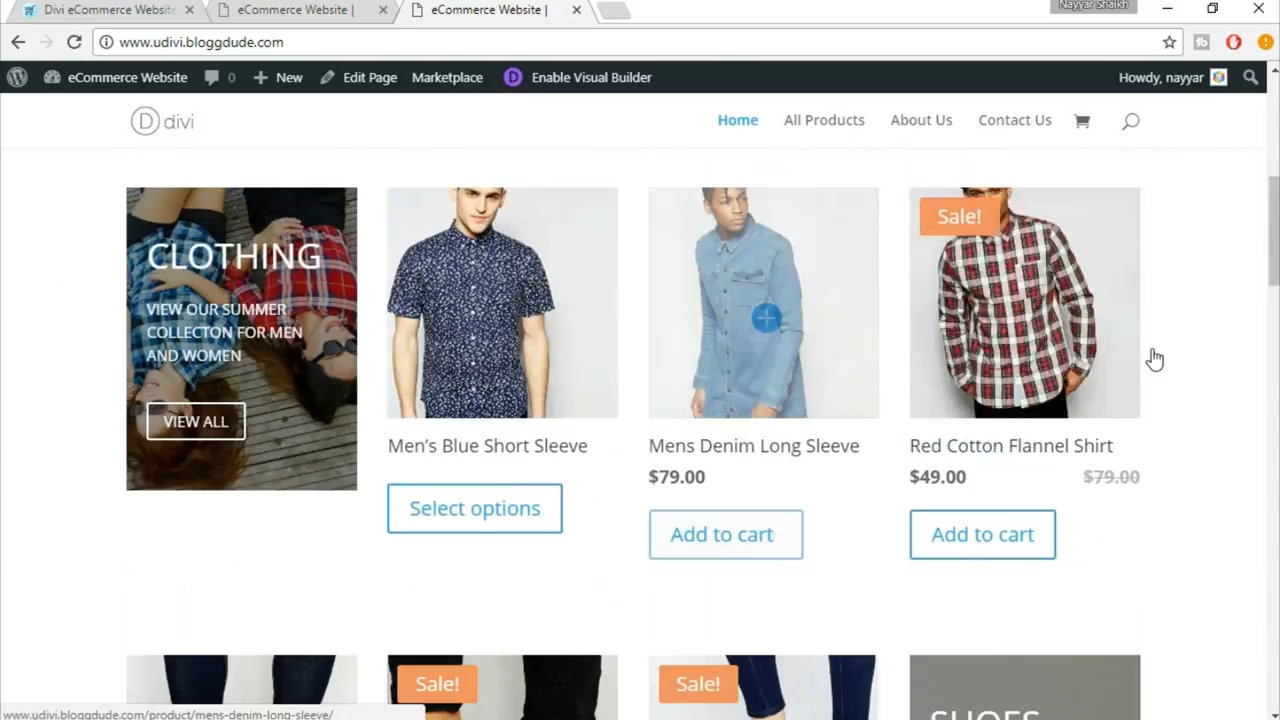 Nayyar Shaikh
Divi eCommerce Website
eCommerce Website |
eCommerce Website |
www.udivi.bloggdude.com
eCommerce Website
0
New
Edit Page
Marketplace
D
Enable Visual Builder
Howdy, nayyar
D divi
Home
All Products
About Us
Contact Us
CLOTHING
VIEW OUR SUMMER
COLLECTON FOR MEN
AND WOMEN
VIEW ALL
Sale!
Men’s Blue Short Sleeve
Mens Denim Long Sleeve
Red Cotton Flannel Shirt
$79.00
$49.00
$79.00
Select options
Add to cart
Add to cart
Sale!
Sale!
SHOES
www.udivi.bloggdude.com/product/mens-denim-long-sleeve/